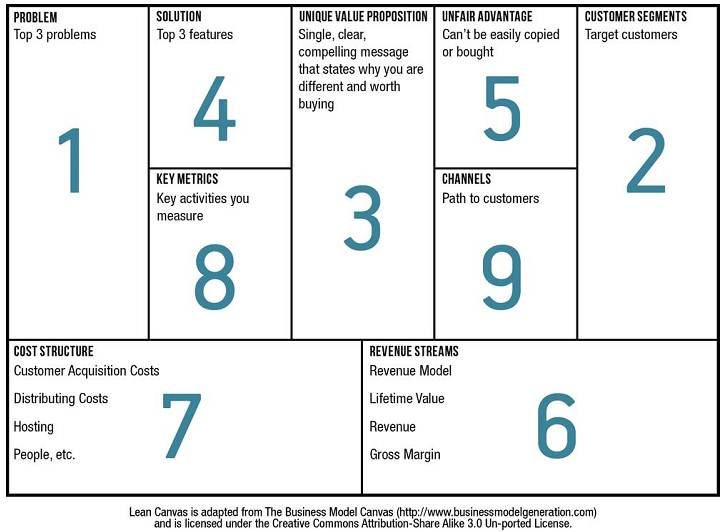 PROBLEM
Top 3 problems
1
SOLUTION
Top 3 features
4
KEY METRICS
Key activities you
measure
8
UNIQUE VALUE PROPOSITION
Single, clear,
compelling message
that states why you are
different and worth
buying
3
UNFAIR ADVANTAGE
Can't be easily copied
or bought
5
CHANNELS
Path to customers
9
CUSTOMER SEGMENTS
Target customers
2
COST STRUCTURE
Customer Acquisition Costs
Distributing Costs
Hosting
People, etc.
7
REVENUE STREAMS
Revenue Model
Lifetime Value
Revenue
Gross Margin
6
Lean Canvas is adapted from The Business Model Canvas (http://www.businessmodelgeneration.com)
and is licensed under the Creative Commons Attribution-Share Alike 3.0 Un-ported License.